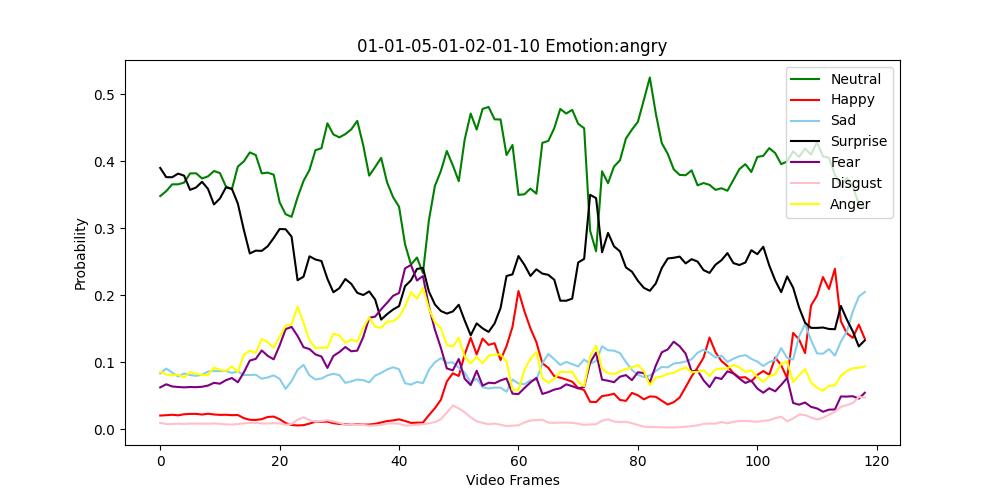 01-01-05-01-02-01-10 Emotion:angry
Probability
0.5
0.4
0.3
0.2
0.1
0.0
Neutral
Happy
Sad
Surprise
Fear
Disgust
Anger
0 20 40 60 80 100 120
Video Frames